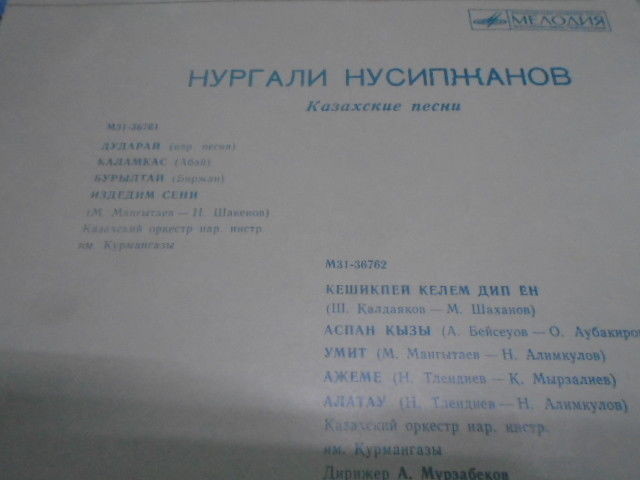 МЕЛОДИЯ
НУРГАЛИ НУСИПЖАНОВ
Казахские песни
М31-36761
ДУДАРАЙ (нар. песня)
КАЛАМКАС (Абай)
БУРЫЛТАЙ (Биржан)
ИЗДЕДИМ СЕНИ
(М. Мангытаев — Н. Шакенов)
Казахский оркестр нар. инстр.
им. Курмангазы
М31-36762
КЕШИКПЕЙ КЕЛЕМ ДИП ЕН
(Ш. Калдаяков — М. Шаханов)
АСПАН КЫЗЫ (А. Бейсеуов — О. Аубакиров
УМИТ (М. Мангытаев — Н. Алимкулов)
АЖЕМЕ (Н. Тлендиев — К. Мырзалиев)
АЛАТАУ (Н. Тлендиев — Н. Алимкулов)
Казахский оркестр нар. инстр.
им. Курмангазы
Дирижер А. Мурзабеков